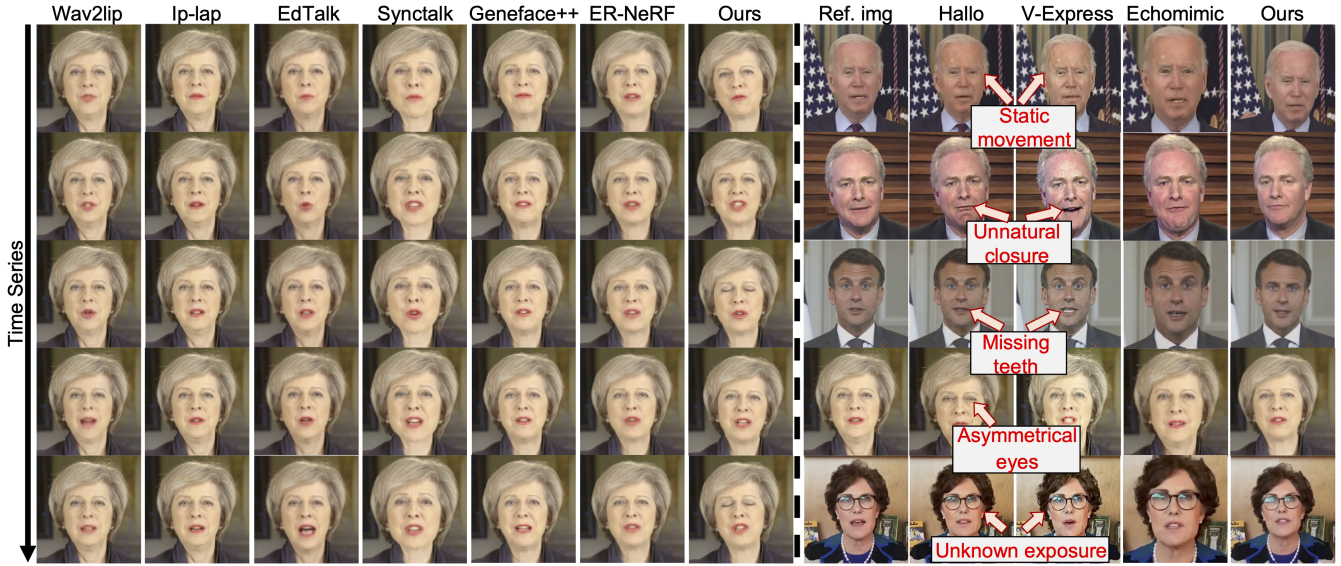 Wav2lip Ip-lap EdTalk Synctalk Geneface++ ER-NeRF Ours Ref. img Hallo V-Express Echomimic Ours
Time Series
Static
movement
Unnatural
closure
Missing
teeth
Asymmetrical
eyes
Unknown exposure